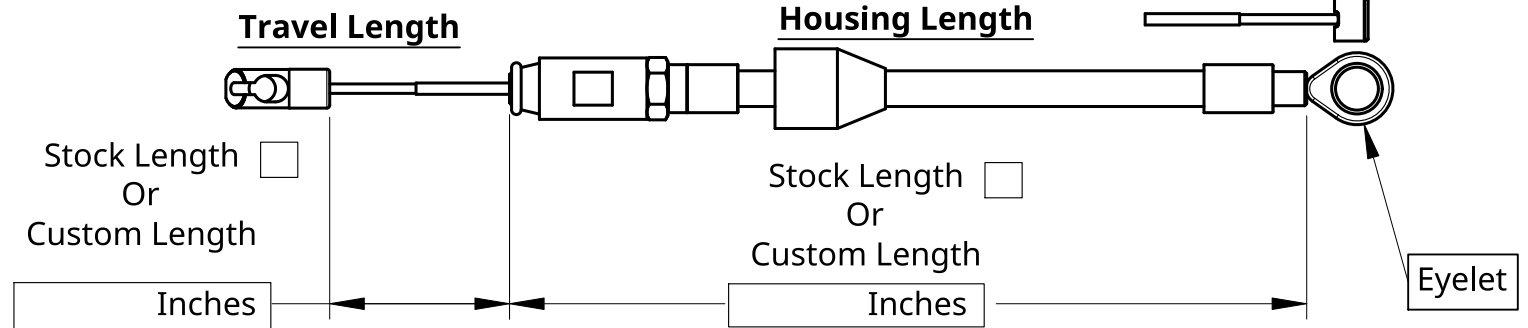 Travel Length
Housing Length
Stock Length
Or
Custom Length
Inches
Stock Length
Or
Custom Length
Inches
Eyelet